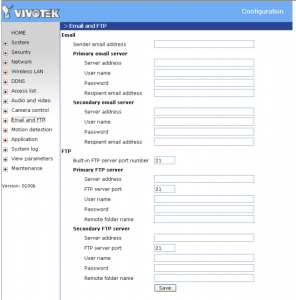 VIVOTEK
Configuration
HOME
System
Security
Network
Wireless LAN
DDNS
Access list
Audio and video
Camera control
Email and FTP
Motion detection
Application
System log
View parameters
Maintenance
Version: 0100b
> Email and FTP
Email
Sender email address
Primary email server
Server address
User name
Password
Recipient email address
Secondary email server
Server address
User name
Password
Recipient email address
FTP
Built-in FTP server port number 21
Primary FTP server
Server address
FTP server port 21
User name
Password
Remote folder name
Secondary FTP server
Server address
FTP server port 21
User name
Password
Remote folder name
Save